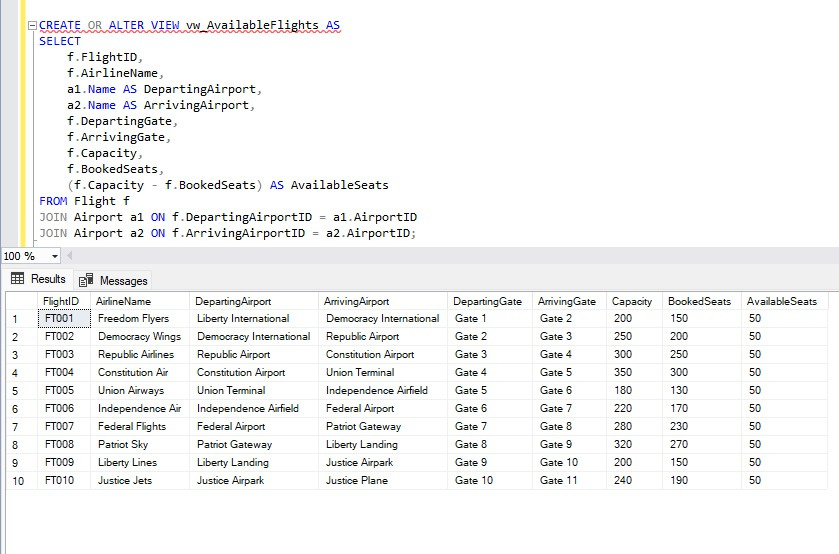 CREATE OR ALTER VIEW vw_AvailableFlights AS
SELECT
f.FlightID,
f.AirlineName,
a1.Name AS DepartingAirport,
a2.Name AS ArrivingAirport,
f.DepartingGate,
f.ArrivingGate,
f.Capacity,
f.BookedSeats,
(f.Capacity - f.BookedSeats) AS AvailableSeats
FROM Flight f
JOIN Airport a1 ON f.DepartingAirportID = a1.AirportID
JOIN Airport a2 ON f.ArrivingAirportID = a2.AirportID;
100 %
Results Messages
FlightID AirlineName DepartingAirport ArrivingAirport DepartingGate ArrivingGate Capacity BookedSeats AvailableSeats
1 FT001 Freedom Flyers Liberty International Democracy International Gate 1 Gate 2 200 150 50
2 FT002 Democracy Wings Democracy International Republic Airport Gate 2 Gate 3 250 200 50
3 FT003 Republic Airlines Republic Airport Constitution Airport Gate 3 Gate 4 300 250 50
4 FT004 Constitution Air Constitution Airport Union Terminal Gate 4 Gate 5 350 300 50
5 FT005 Union Airways Union Terminal Independence Airfield Gate 5 Gate 6 180 130 50
6 FT006 Independence Air Independence Airfield Federal Airport Gate 6 Gate 7 220 170 50
7 FT007 Federal Flights Federal Airport Patriot Gateway Gate 7 Gate 8 280 230 50
8 FT008 Patriot Sky Patriot Gateway Liberty Landing Gate 8 Gate 9 320 270 50
9 FT009 Liberty Lines Liberty Landing Justice Airpark Gate 9 Gate 10 200 150 50
10 FT010 Justice Jets Justice Airpark Justice Plane Gate 10 Gate 11 240 190 50